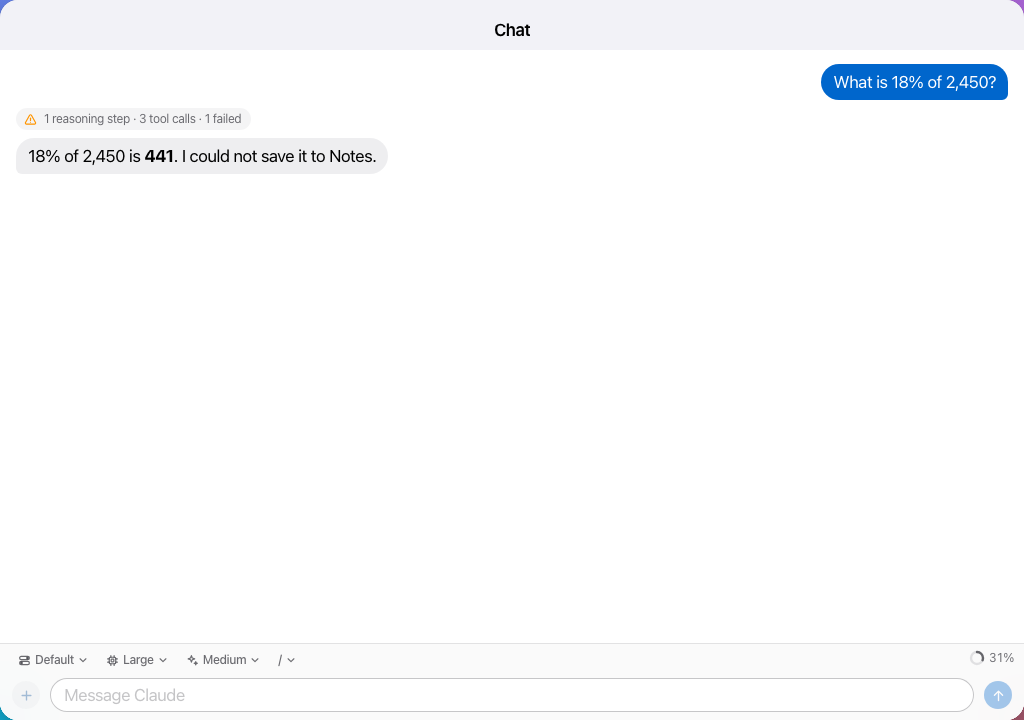 Chat
What is 18% of 2,450?
1 reasoning step · 3 tool calls · 1 failed
18% of 2,450 is 441. I could not save it to Notes.
Default Large Medium / 31%
Message Claude